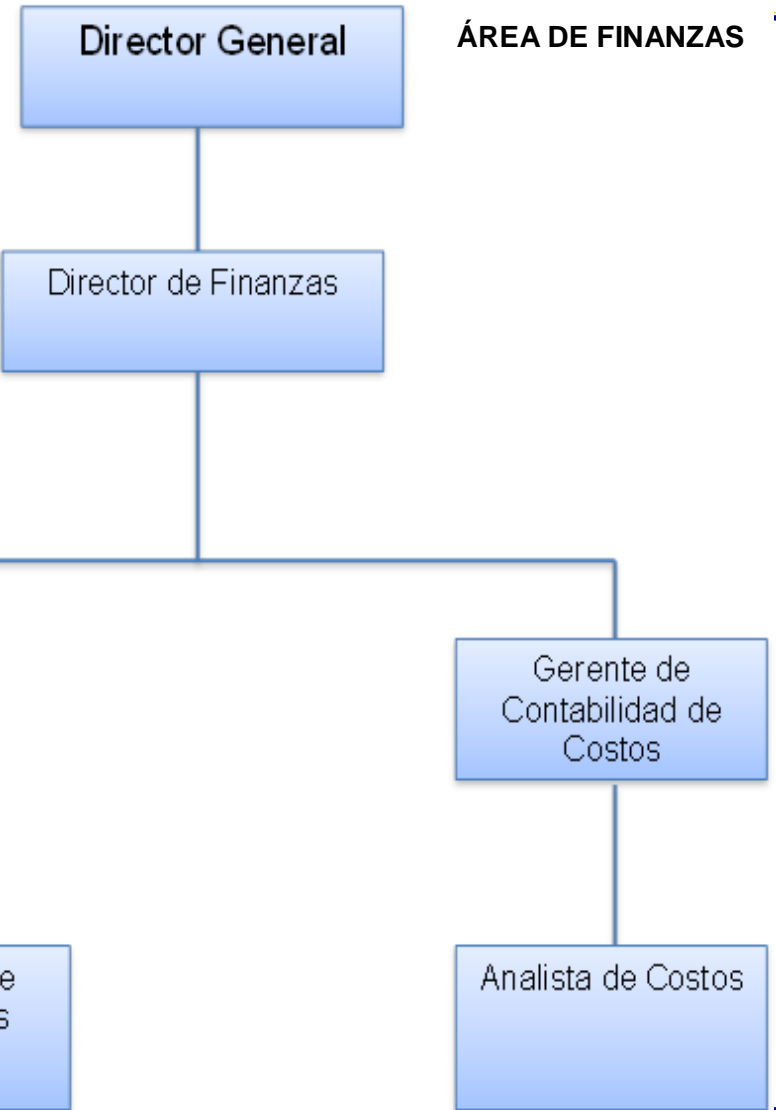 Director General
ÁREA DE FINANZAS
Director de Finanzas
Gerente de
Contabilidad de
Costos
Analista de Costos